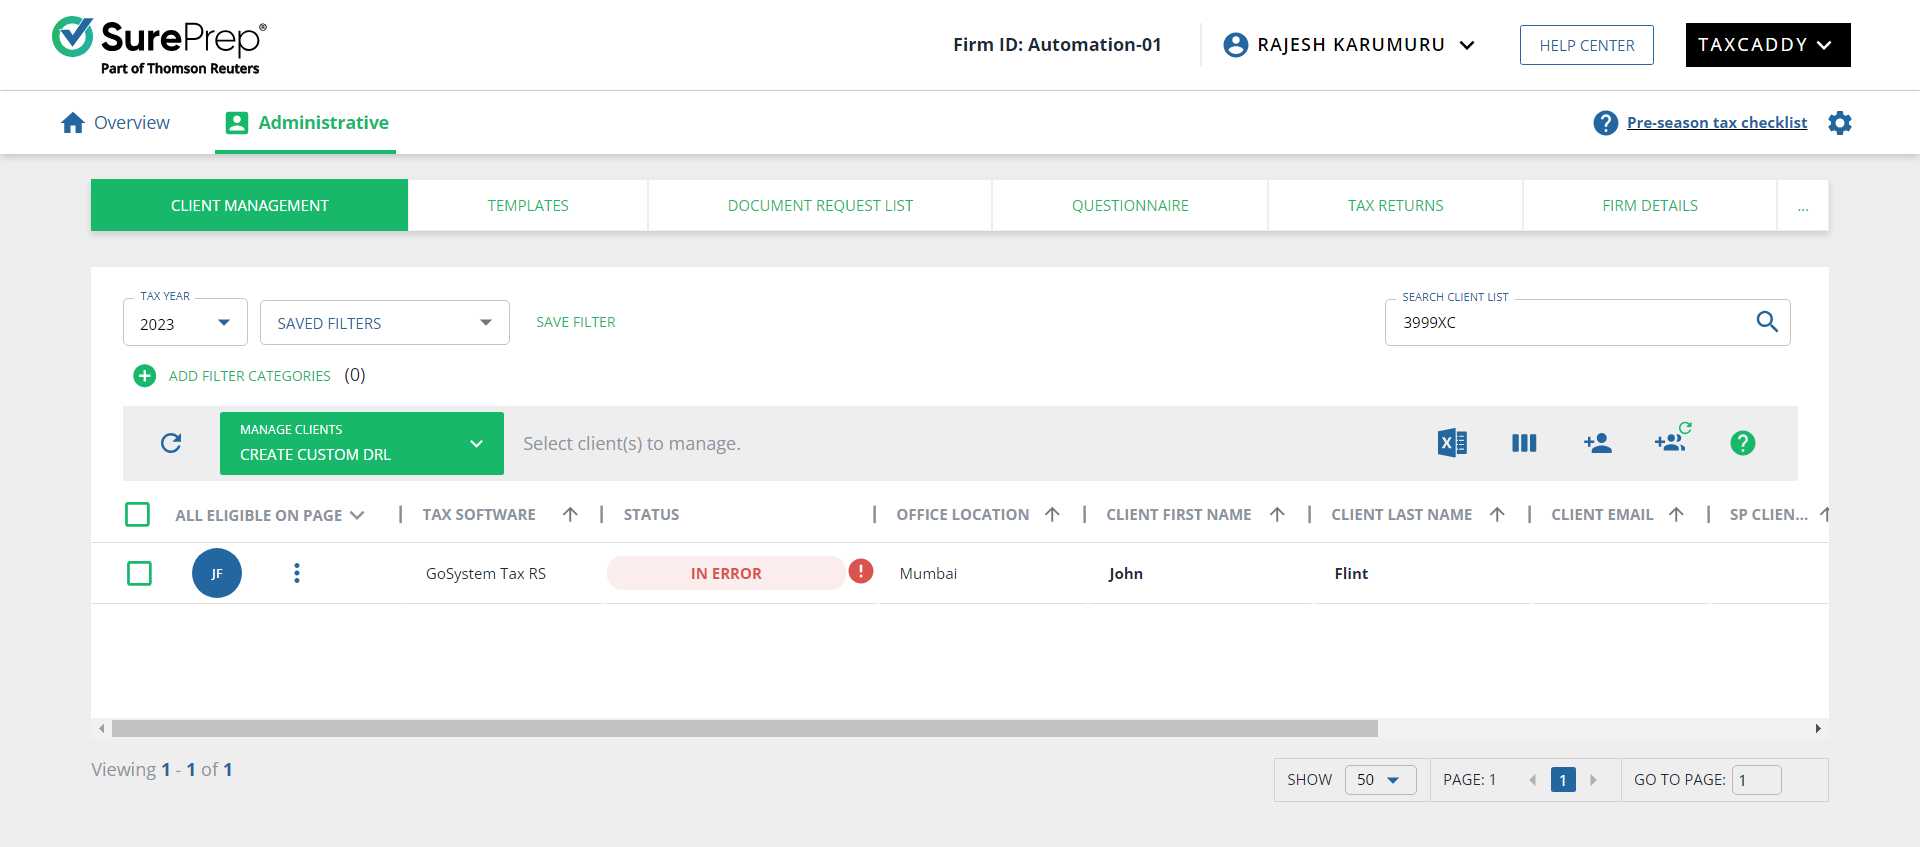 SurePrep®
Part of Thomson Reuters
Firm ID: Automation-01
RAJESH KARUMURU
HELP CENTER
TAXCADDY
Overview
Administrative
Pre-season tax checklist
CLIENT MANAGEMENT
TEMPLATES
DOCUMENT REQUEST LIST
QUESTIONNAIRE
TAX RETURNS
FIRM DETAILS
...
TAX YEAR
2023
SAVED FILTERS
SAVE FILTER
SEARCH CLIENT LIST
3999XC
ADD FILTER CATEGORIES (0)
MANAGE CLIENTS
CREATE CUSTOM DRL
Select client(s) to manage.
ALL ELIGIBLE ON PAGE
TAX SOFTWARE
STATUS
OFFICE LOCATION
CLIENT FIRST NAME
CLIENT LAST NAME
CLIENT EMAIL
SP CLIEN...
JF
GoSystem Tax RS
IN ERROR
Mumbai
John
Flint
Viewing 1 - 1 of 1
SHOW 50
PAGE: 1
1
GO TO PAGE: 1